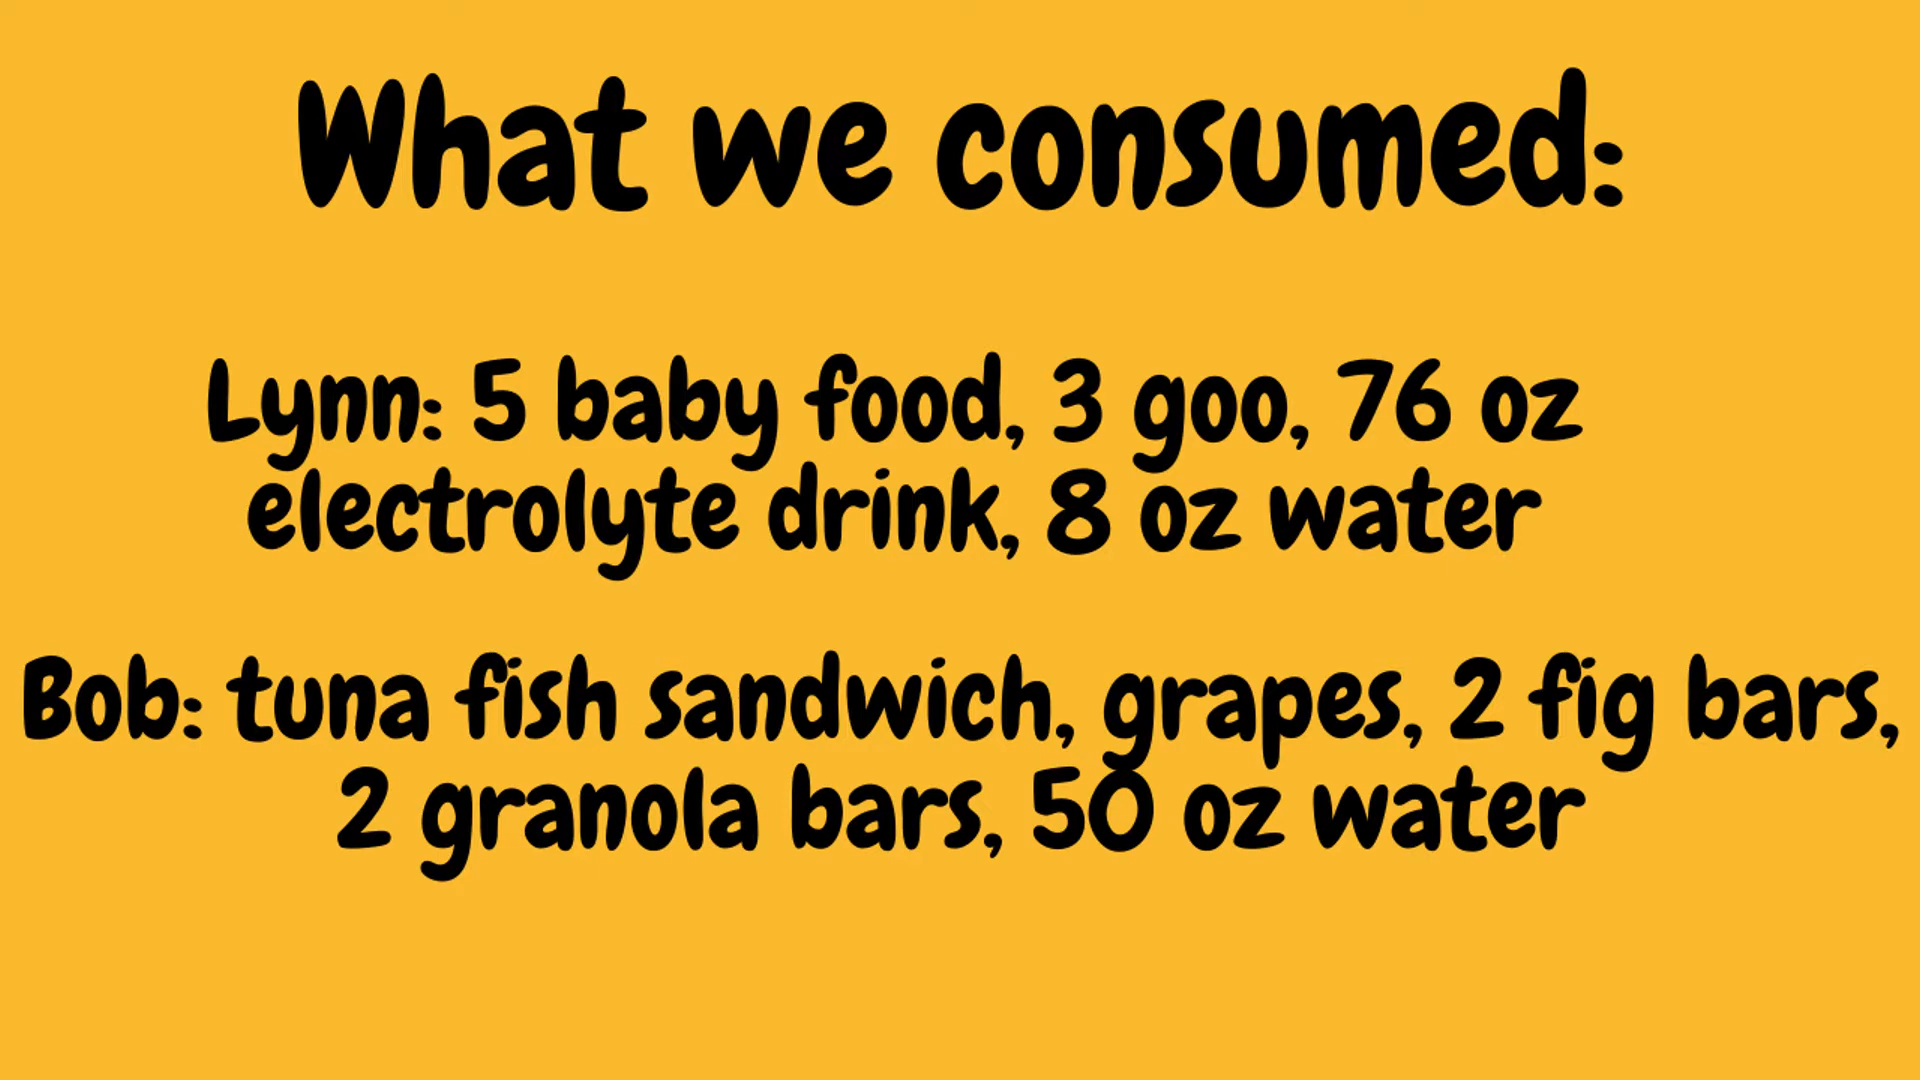 What we consumed:
Lynn: 5 baby food, 3 goo, 76 oz
electrolyte drink, 8 oz water
Bob: tuna fish sandwich, grapes, 2 fig bars,
2 granola bars, 50 oz water